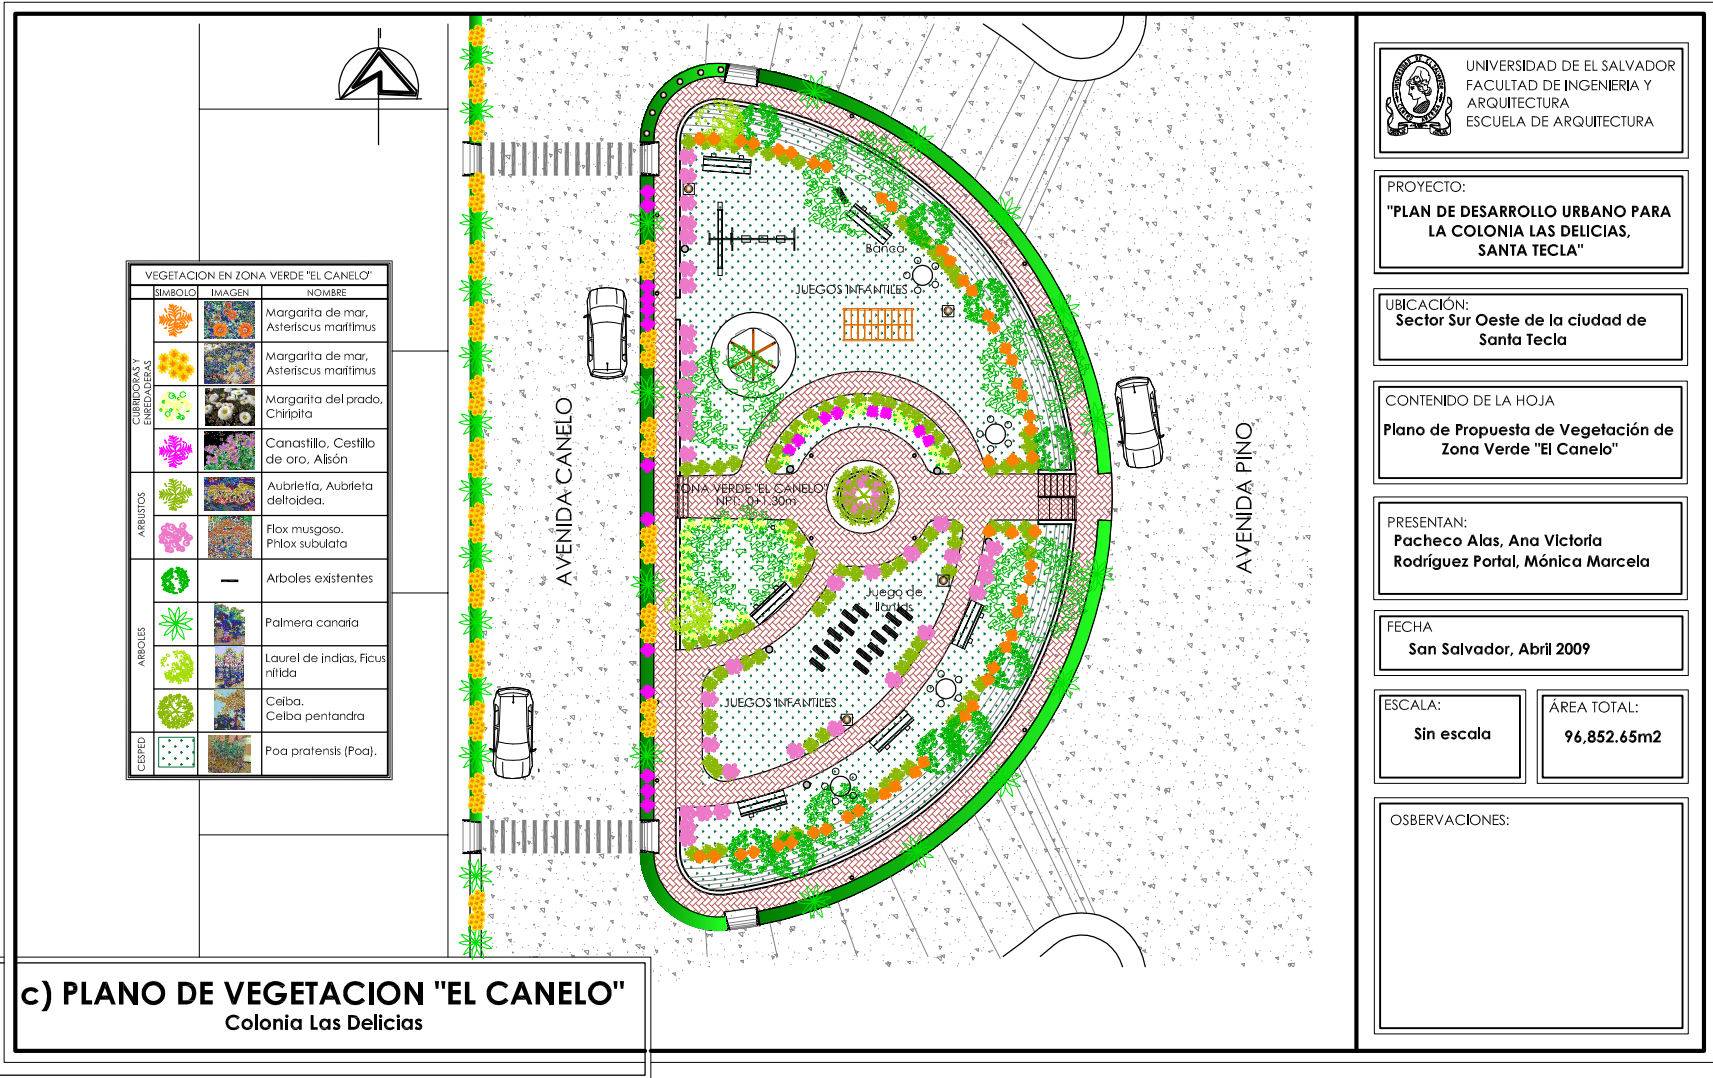 VEGETACION EN ZONA VERDE "EL CANELO"
SIMBOLO IMAGEN NOMBRE
CUBRIDORAS Y
ENREDADERAS
Margarita de mar,
Asteriscus maritimus
Margarita de mar,
Asteriscus maritimus
Margarita del prado,
Chiripita
Canastillo, Cestillo
de oro, Alisón
ARBUSTOS
Aubrietia, Aubrieta
deltoidea.
Flox musgoso.
Phlox subulata
ARBOLES
Arboles existentes
Palmera canaria
Laurel de indias, Ficus
nitida
Ceiba.
Ceiba pentandra
CESPED
Poa pratensis (Poa).
AVENIDA CANELO
Banca
JUEGOS INFANTILES
ZONA VERDE "EL CANELO"
NPT: 0+1.30m
Juego de
llantas
JUEGOS INFANTILES
AVENIDA PINO
c) PLANO DE VEGETACION "EL CANELO"
Colonia Las Delicias
UNIVERSIDAD DE EL SALVADOR
FACULTAD DE INGENIERIA Y
ARQUITECTURA
ESCUELA DE ARQUITECTURA
PROYECTO:
"PLAN DE DESARROLLO URBANO PARA
LA COLONIA LAS DELICIAS,
SANTA TECLA"
UBICACIÓN:
Sector Sur Oeste de la ciudad de
Santa Tecla
CONTENIDO DE LA HOJA
Plano de Propuesta de Vegetación de
Zona Verde "El Canelo"
PRESENTAN:
Pacheco Alas, Ana Victoria
Rodríguez Portal, Mónica Marcela
FECHA
San Salvador, Abril 2009
ESCALA:
Sin escala
ÁREA TOTAL:
96,852.65m2
OSBERVACIONES: